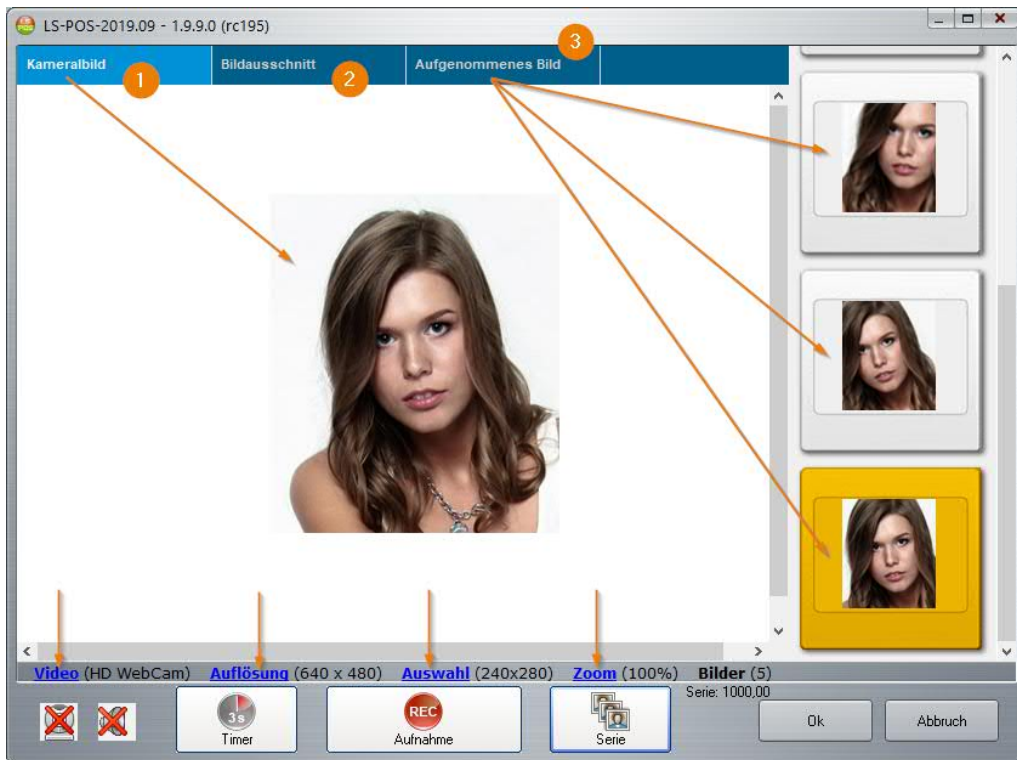 LS-POS-2019.09 - 1.9.9.0 (rc195)
Kameralbild 1 Bildausschnitt 2 Aufgenommenes Bild 3
Video (HD WebCam) Auflösung (640 x 480) Auswahl (240x280) Zoom (100%) Bilder (5)
Serie: 1000,00
3s REC
Timer Aufnahme Serie Ok Abbruch